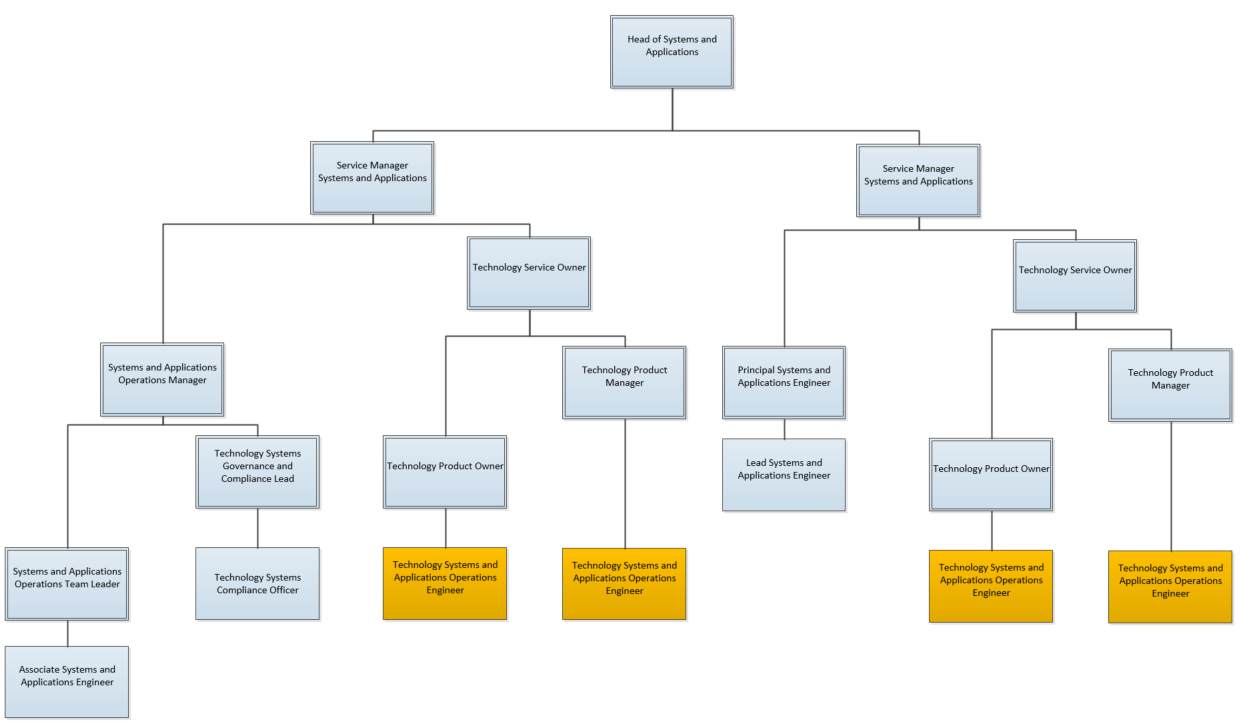 Head of Systems and
Applications
Service Manager
Systems and Applications
Service Manager
Systems and Applications
Technology Service Owner
Technology Service Owner
Systems and Applications
Operations Manager
Technology Product
Manager
Principal Systems and
Applications Engineer
Technology Product
Manager
Technology Systems
Governance and
Compliance Lead
Technology Product Owner
Lead Systems and
Applications Engineer
Technology Product Owner
Systems and Applications
Operations Team Leader
Technology Systems
Compliance Officer
Technology Systems and
Applications Operations
Engineer
Technology Systems and
Applications Operations
Engineer
Technology Systems and
Applications Operations
Engineer
Technology Systems and
Applications Operations
Engineer
Associate Systems and
Applications Engineer